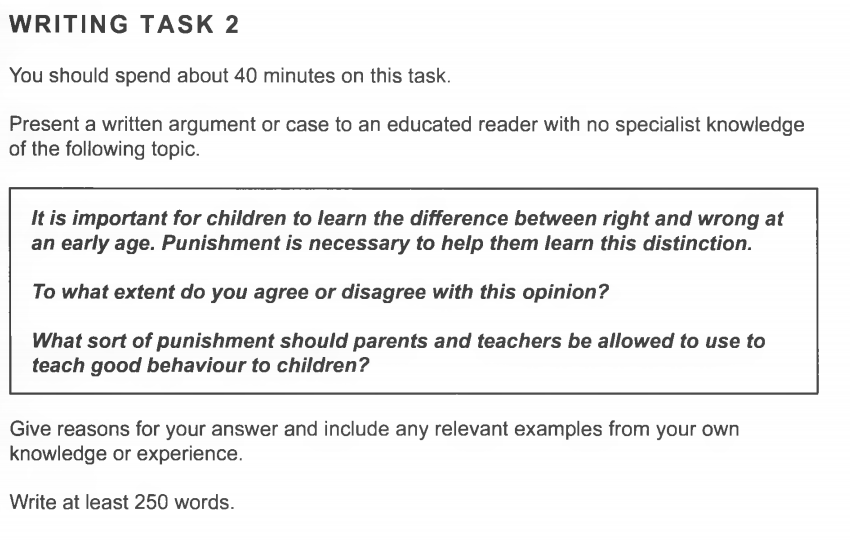 WRITING TASK 2
You should spend about 40 minutes on this task.
Present a written argument or case to an educated reader with no specialist knowledge
of the following topic.
It is important for children to learn the difference between right and wrong at
an early age. Punishment is necessary to help them learn this distinction.
To what extent do you agree or disagree with this opinion?
What sort of punishment should parents and teachers be allowed to use to
teach good behaviour to children?
Give reasons for your answer and include any relevant examples from your own
knowledge or experience.
Write at least 250 words.